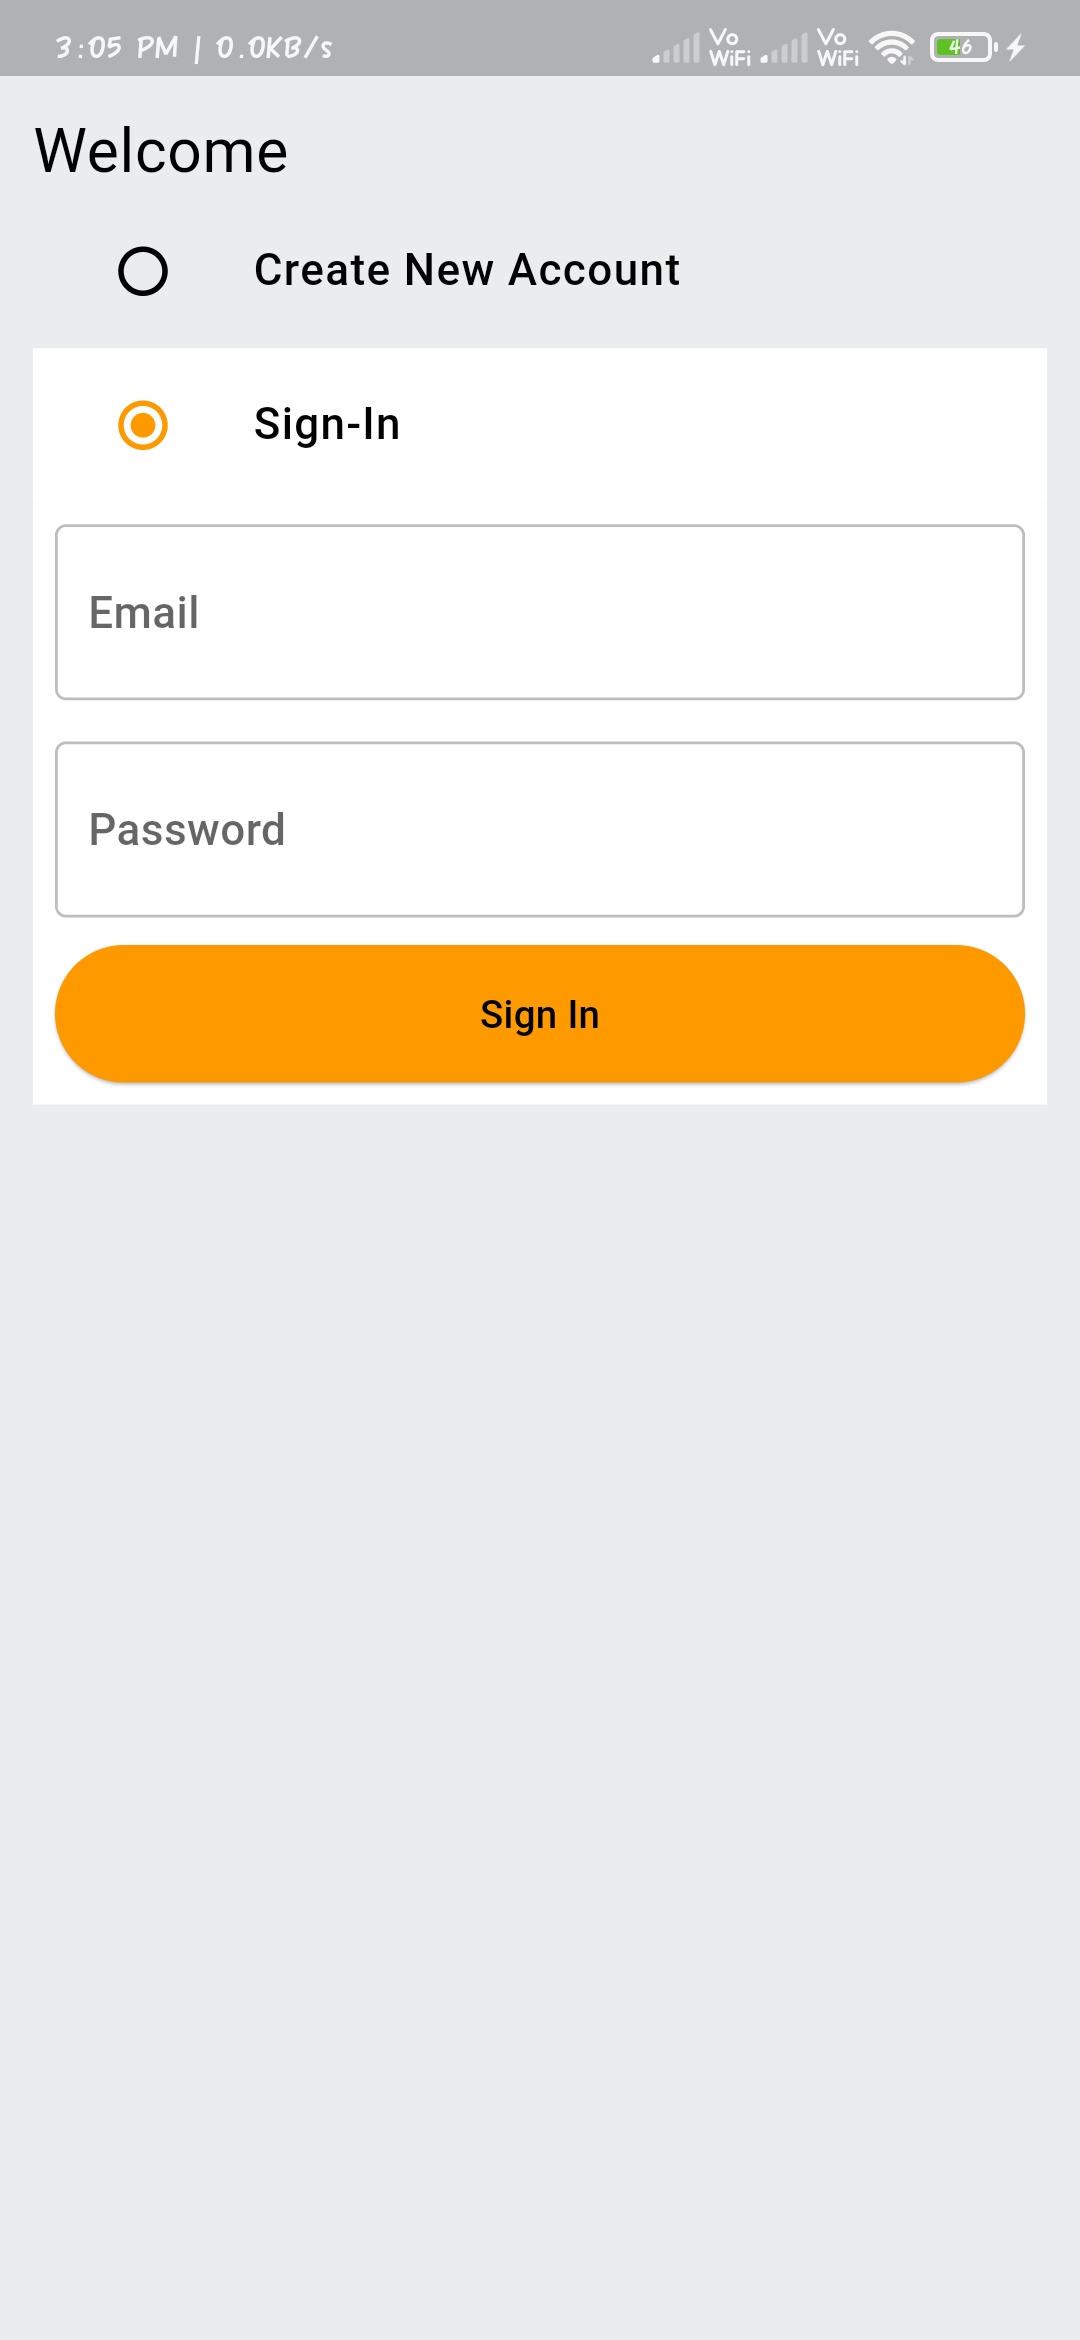 3:05 PM | 0.0KB/s Vo WiFi Vo WiFi 46
Welcome
Create New Account
Sign-In
Email
Password
Sign In